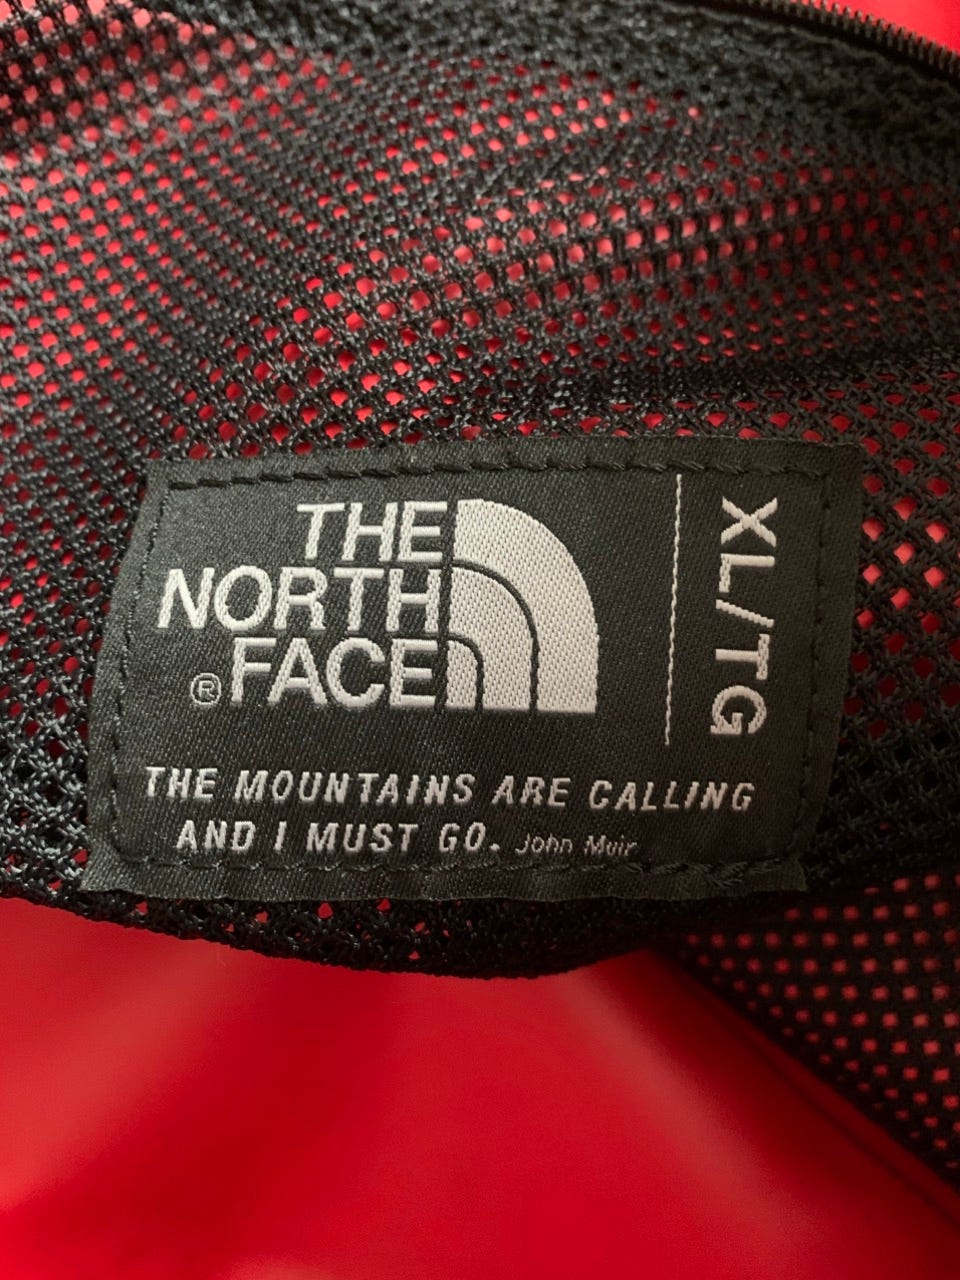 THE
NORTH
® FACE
XL/TG
THE MOUNTAINS ARE CALLING
AND I MUST GO. John Muir